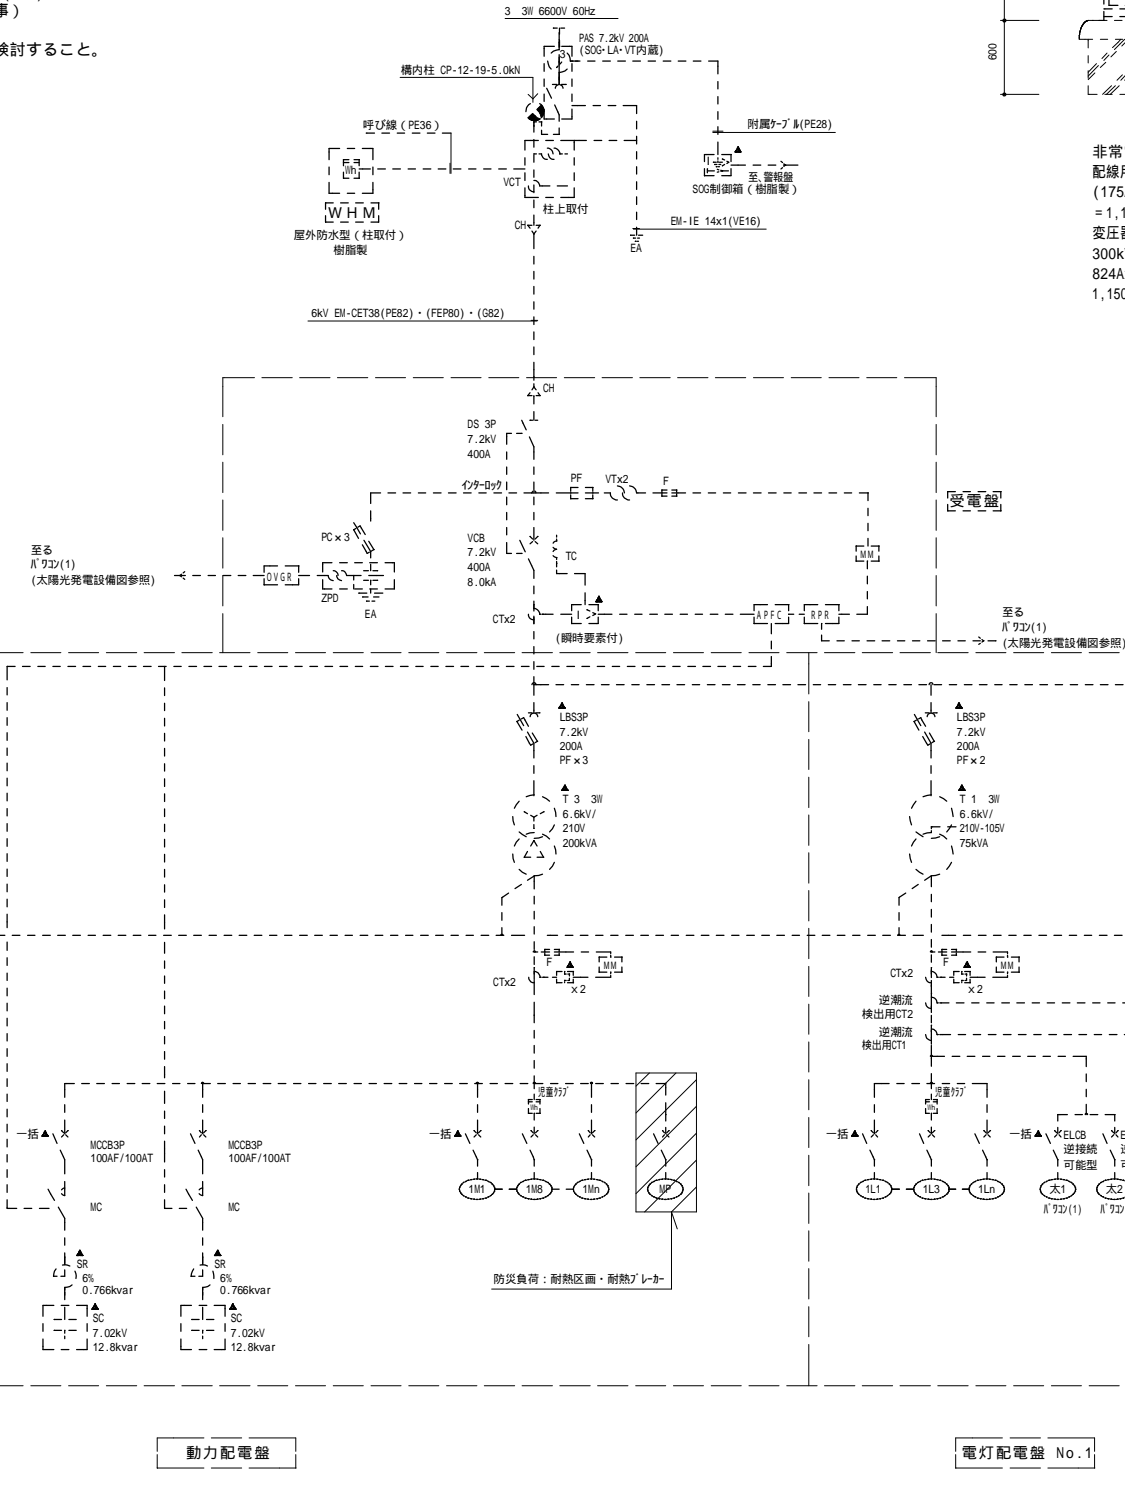 事)
検討すること。
3 3W 6600V 60Hz
PAS 7.2kV 200A
(SOG・LA・VT内蔵)
構内柱 CP-12-19-5.0kN
呼び線(PE36)
附属ケーブル(PE28)
Wh
VCT
WHM
柱上取付
屋外防水型(柱取付)
樹脂製
CH
至、警報盤
SOG制御箱(樹脂製)
EM-IE 14x1(VE16)
EA
6kV EM-CET38(PE82)・(FEP80)・(G82)
600
非常
配線用
(175
=1,1
変圧器
300k
824A
1,150
CH
DS 3P
7.2kV
400A
インターロック
PF
VTx2
F
受電盤
PC×3
VCB
7.2kV
400A
8.0kA
TC
MM
至る
パワコン(1)
(太陽光発電設備図参照)
OVGR
ZPD
EA
CTx2
I >
(瞬時要素付)
APFC
RPR
至る
パワコン(1)
(太陽光発電設備図参照)
LBS3P
7.2kV
200A
PF×3
LBS3P
7.2kV
200A
PF×2
T 3 3W
6.6kV/
210V
200kVA
T 1 3W
6.6kV/
210V-105V
75kVA
F
MM
CTx2
x2
F
MM
CTx2
x2
逆潮流
検出用CT2
逆潮流
検出用CT1
児童クラブ
Wh
児童クラブ
Wh
一括
MCCB3P
100AF/100AT
MCCB3P
100AF/100AT
一括
一括
一括
ELCB
逆接続
可能型
MC
MC
1M1
1M8
1Mn
MP
1L1
1L3
1Ln
太1
太2
パワコン(1)
パワコン
SR
6%
0.766kvar
SR
6%
0.766kvar
防災負荷:耐熱区画・耐熱ブレーカー
SC
7.02kV
12.8kvar
SC
7.02kV
12.8kvar
動力配電盤
電灯配電盤 No.1